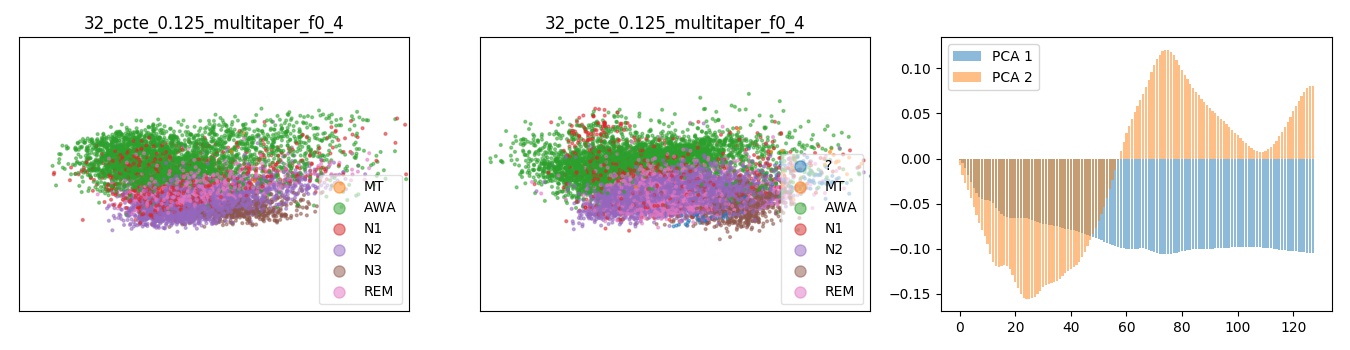 32_pcte_0.125_multitaper_f0_4
MT
AWA
N1
N2
N3
REM
32_pcte_0.125_multitaper_f0_4
?
MT
AWA
N1
N2
N3
REM
PCA 1
PCA 2
0.10
0.05
0.00
−0.05
−0.10
−0.15
0 20 40 60 80 100 120